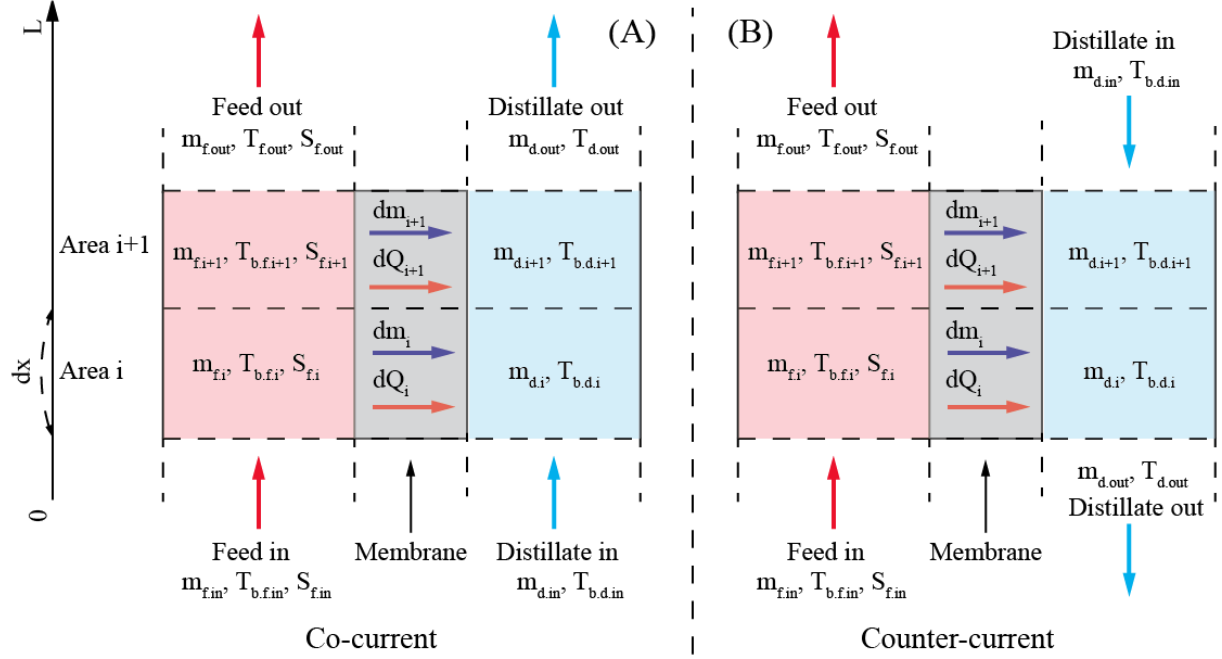 L
Area i+1
dx
Area i
0
(A)
Feed out
m_f.out, T_f.out, S_f.out
Distillate out
m_d.out, T_d.out
m_f.i+1, T_b.f.i+1, S_f.i+1
dm_i+1
dQ_i+1
m_d.i+1, T_b.d.i+1
m_f.i, T_b.f.i, S_f.i
dm_i
dQ_i
m_d.i, T_b.d.i
Feed in
m_f.in, T_b.f.in, S_f.in
Membrane
Distillate in
m_d.in, T_b.d.in
Co-current
(B)
Feed out
m_f.out, T_f.out, S_f.out
Distillate in
m_d.in, T_b.d.in
m_f.i+1, T_b.f.i+1, S_f.i+1
dm_i+1
dQ_i+1
m_d.i+1, T_b.d.i+1
m_f.i, T_b.f.i, S_f.i
dm_i
dQ_i
m_d.i, T_b.d.i
Feed in
m_f.in, T_b.f.in, S_f.in
Membrane
m_d.out, T_d.out
Distillate out
Counter-current